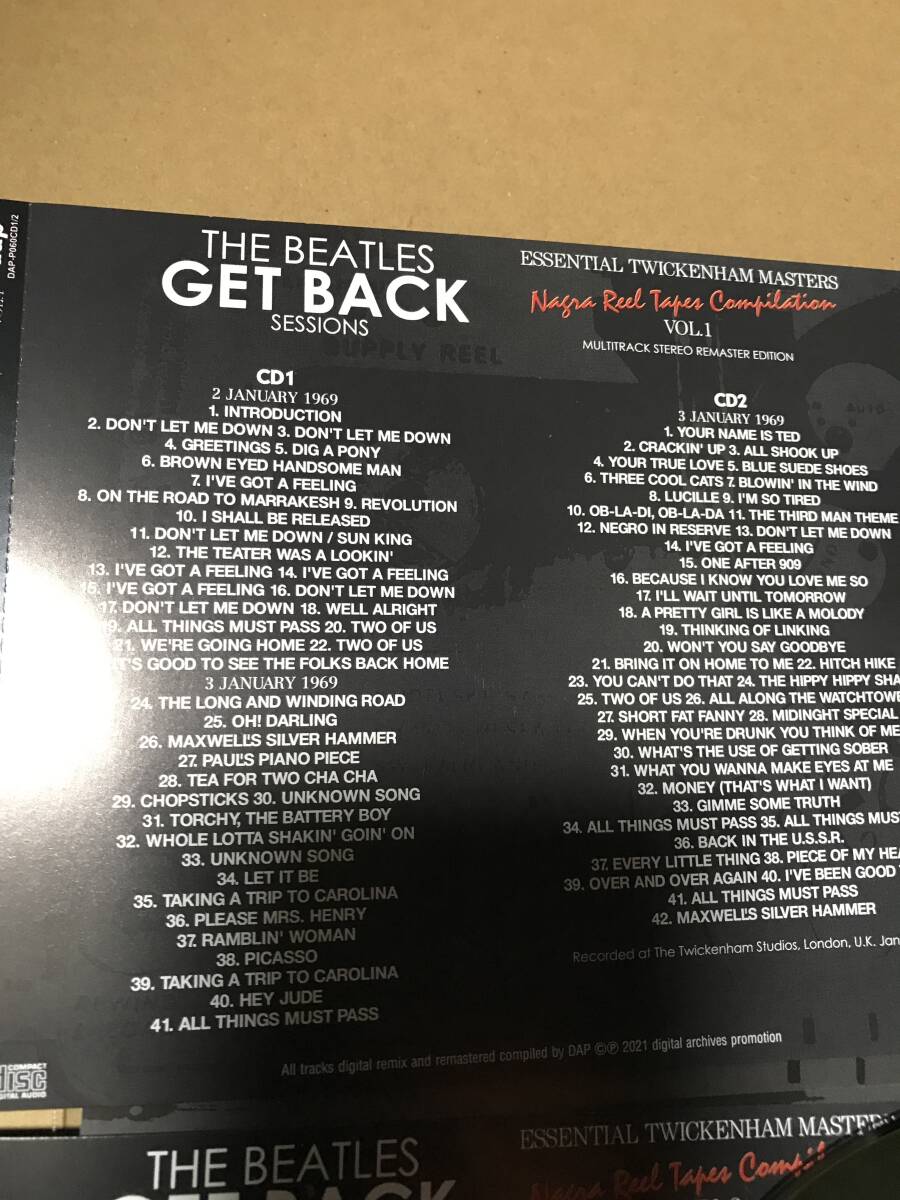 DAP-P060CD1/2
THE BEATLES
GET BACK
SESSIONS
ESSENTIAL TWICKENHAM MASTERS
Nagra Reel Tapes Compilation
VOL.1
MULTITRACK STEREO REMASTER EDITION
SUPPLY REEL
CD1
2 JANUARY 1969
1. INTRODUCTION
2. DON'T LET ME DOWN 3. DON'T LET ME DOWN
4. GREETINGS 5. DIG A PONY
6. BROWN EYED HANDSOME MAN
7. I'VE GOT A FEELING
8. ON THE ROAD TO MARRAKESH 9. REVOLUTION
10. I SHALL BE RELEASED
11. DON'T LET ME DOWN / SUN KING
12. THE TEATER WAS A LOOKIN'
13. I'VE GOT A FEELING 14. I'VE GOT A FEELING
15. I'VE GOT A FEELING 16. DON'T LET ME DOWN
17. DON'T LET ME DOWN 18. WELL ALRIGHT
19. ALL THINGS MUST PASS 20. TWO OF US
21. WE'RE GOING HOME 22. TWO OF US
IT'S GOOD TO SEE THE FOLKS BACK HOME
3 JANUARY 1969
24. THE LONG AND WINDING ROAD
25. OH! DARLING
26. MAXWELL'S SILVER HAMMER
27. PAUL'S PIANO PIECE
28. TEA FOR TWO CHA CHA
29. CHOPSTICKS 30. UNKNOWN SONG
31. TORCHY, THE BATTERY BOY
32. WHOLE LOTTA SHAKIN' GOIN' ON
33. UNKNOWN SONG
34. LET IT BE
35. TAKING A TRIP TO CAROLINA
36. PLEASE MRS. HENRY
37. RAMBLIN' WOMAN
38. PICASSO
39. TAKING A TRIP TO CAROLINA
40. HEY JUDE
41. ALL THINGS MUST PASS
CD2
3 JANUARY 1969
1. YOUR NAME IS TED
2. CRACKIN' UP 3. ALL SHOOK UP
4. YOUR TRUE LOVE 5. BLUE SUEDE SHOES
6. THREE COOL CATS 7. BLOWIN' IN THE WIND
8. LUCILLE 9. I'M SO TIRED
10. OB-LA-DI, OB-LA-DA 11. THE THIRD MAN THEME
12. NEGRO IN RESERVE 13. DON'T LET ME DOWN
14. I'VE GOT A FEELING
15. ONE AFTER 909
16. BECAUSE I KNOW YOU LOVE ME SO
17. I'LL WAIT UNTIL TOMORROW
18. A PRETTY GIRL IS LIKE A MOLODY
19. THINKING OF LINKING
20. WON'T YOU SAY GOODBYE
21. BRING IT ON HOME TO ME 22. HITCH HIKE
23. YOU CAN'T DO THAT 24. THE HIPPY HIPPY SHA
25. TWO OF US 26. ALL ALONG THE WATCHTOWE
27. SHORT FAT FANNY 28. MIDINGHT SPECIAL
29. WHEN YOU'RE DRUNK YOU THINK OF ME
30. WHAT'S THE USE OF GETTING SOBER
31. WHAT YOU WANNA MAKE EYES AT ME
32. MONEY (THAT'S WHAT I WANT)
33. GIMME SOME TRUTH
34. ALL THINGS MUST PASS 35. ALL THINGS MUS
36. BACK IN THE U.S.S.R.
37. EVERY LITTLE THING 38. PIECE OF MY HEA
39. OVER AND OVER AGAIN 40. I'VE BEEN GOOD
41. ALL THINGS MUST PASS
42. MAXWELL'S SILVER HAMMER
Recorded at The Twickenham Studios, London, U.K. Jan
All tracks digital remix and remastered compiled by DAP ©℗ 2021 digital archives promotion
COMPACT
disc
DIGITAL AUDIO
THE BEATLES
GET BACK
ESSENTIAL TWICKENHAM MASTER
Nagra Reel Tapes Compil